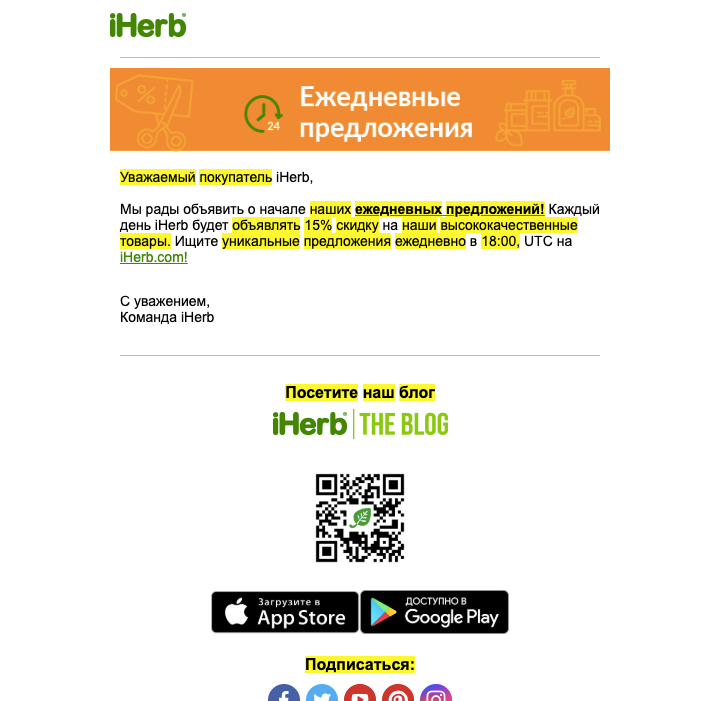 iHerb®
24
Ежедневные
предложения
Уважаемый покупатель iHerb,
Мы рады объявить о начале наших ежедневных предложений! Каждый
день iHerb будет объявлять 15% скидку на наши высококачественные
товары. Ищите уникальные предложения ежедневно в 18:00, UTC на
iHerb.com!
С уважением,
Команда iHerb
Посетите наш блог
iHerb® THE BLOG
Загрузите в
App Store
ДОСТУПНО В
Google Play
Подписаться: